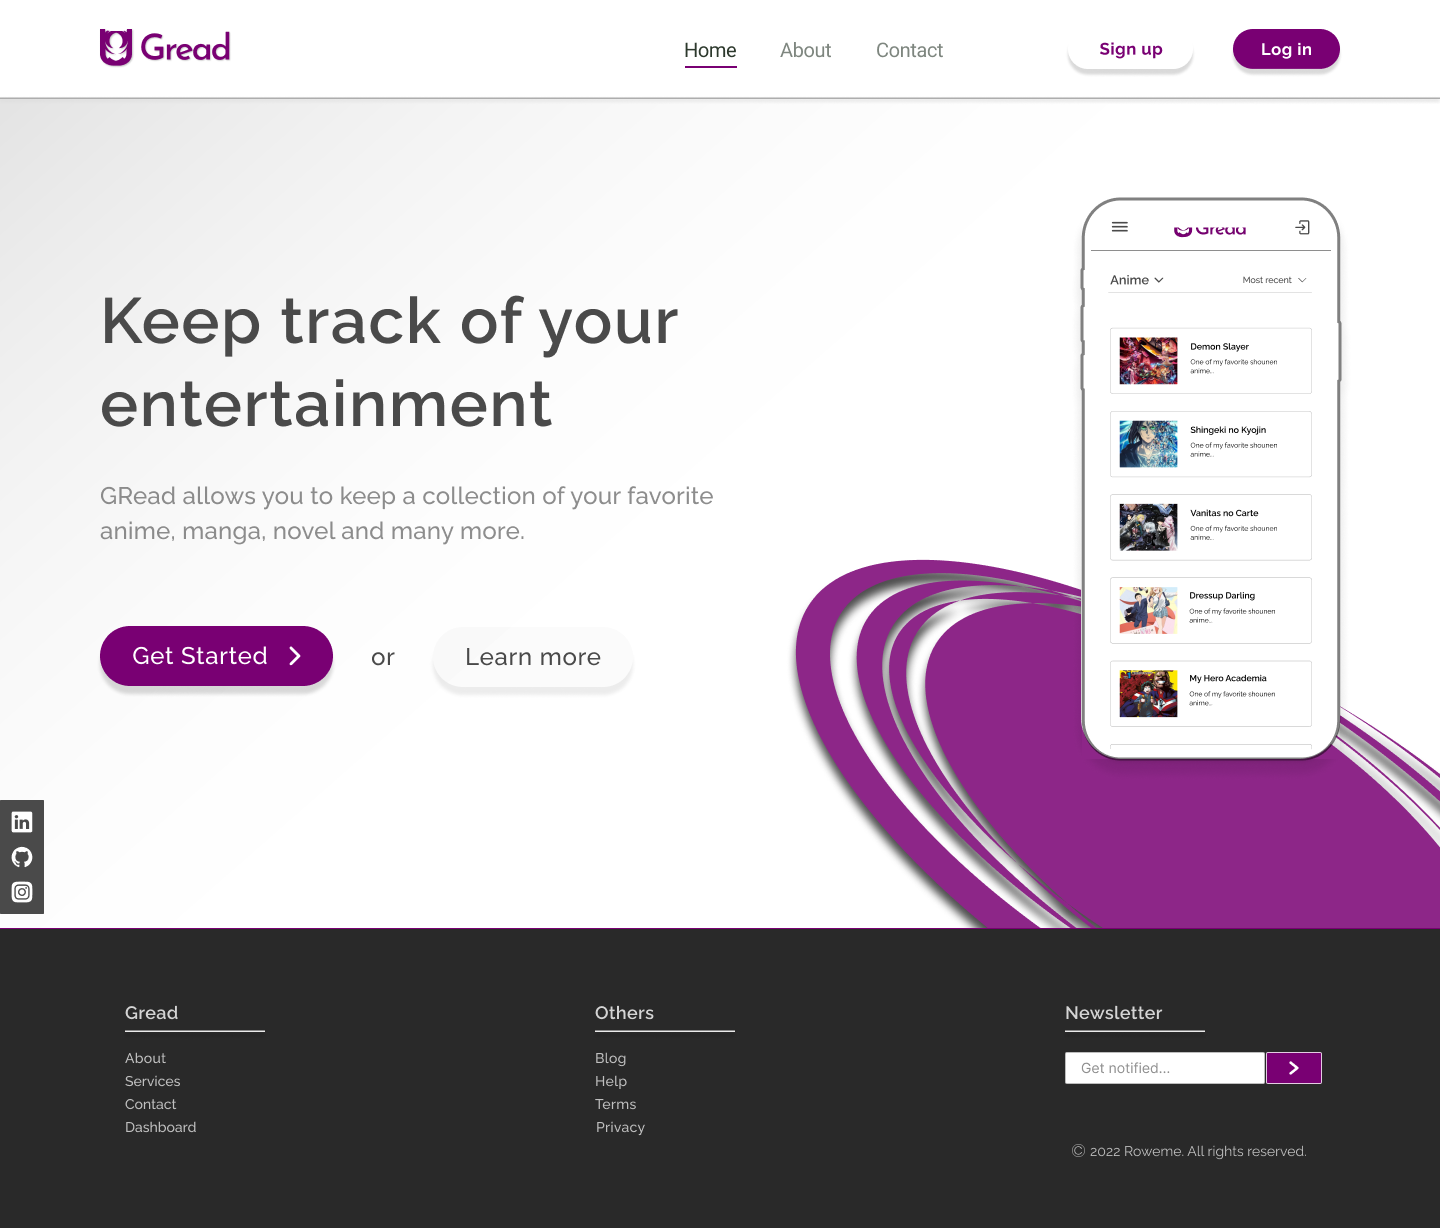 Gread
Home
About
Contact
Sign up
Log in
Keep track of your
entertainment
GRead allows you to keep a collection of your favorite
anime, manga, novel and many more.
Get Started
or
Learn more
Gread
Anime
Most recent
Demon Slayer
One of my favorite shounen
anime...
Shingeki no Kyojin
One of my favorite shounen
anime...
Vanitas no Carte
One of my favorite shounen
anime...
Dressup Darling
One of my favorite shounen
anime...
My Hero Academia
One of my favorite shounen
anime...
in
Gread
About
Services
Contact
Dashboard
Others
Blog
Help
Terms
Privacy
Newsletter
Get notified...
© 2022 Roweme. All rights reserved.